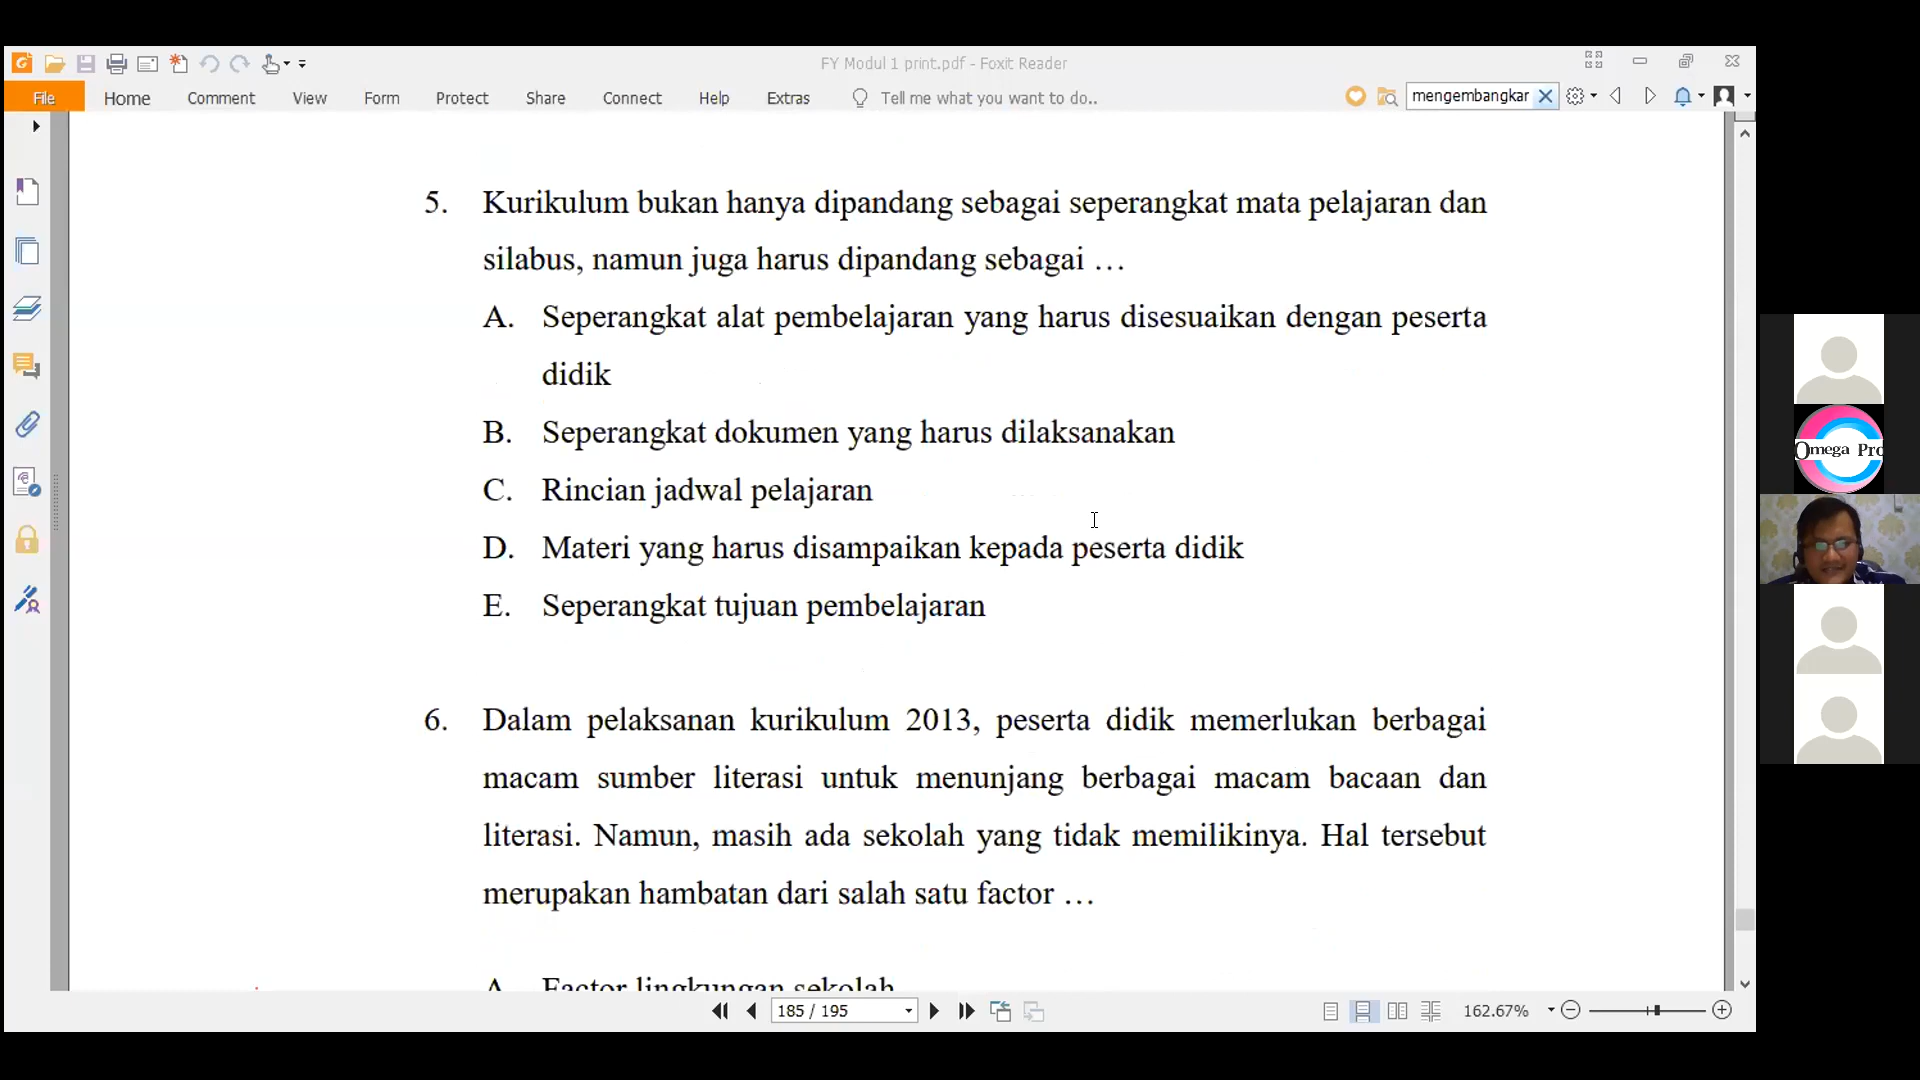 FY Modul 1 print.pdf - Foxit Reader
File Home Comment View Form Protect Share Connect Help Extras Tell me what you want to do.. mengembangkar
5. Kurikulum bukan hanya dipandang sebagai seperangkat mata pelajaran dan
silabus, namun juga harus dipandang sebagai …
A. Seperangkat alat pembelajaran yang harus disesuaikan dengan peserta
didik
B. Seperangkat dokumen yang harus dilaksanakan
C. Rincian jadwal pelajaran
D. Materi yang harus disampaikan kepada peserta didik
E. Seperangkat tujuan pembelajaran
6. Dalam pelaksanan kurikulum 2013, peserta didik memerlukan berbagai
macam sumber literasi untuk menunjang berbagai macam bacaan dan
literasi. Namun, masih ada sekolah yang tidak memilikinya. Hal tersebut
merupakan hambatan dari salah satu factor …
A. Factor lingkungan sekolah
185 / 195
162.67%
Omega Pro